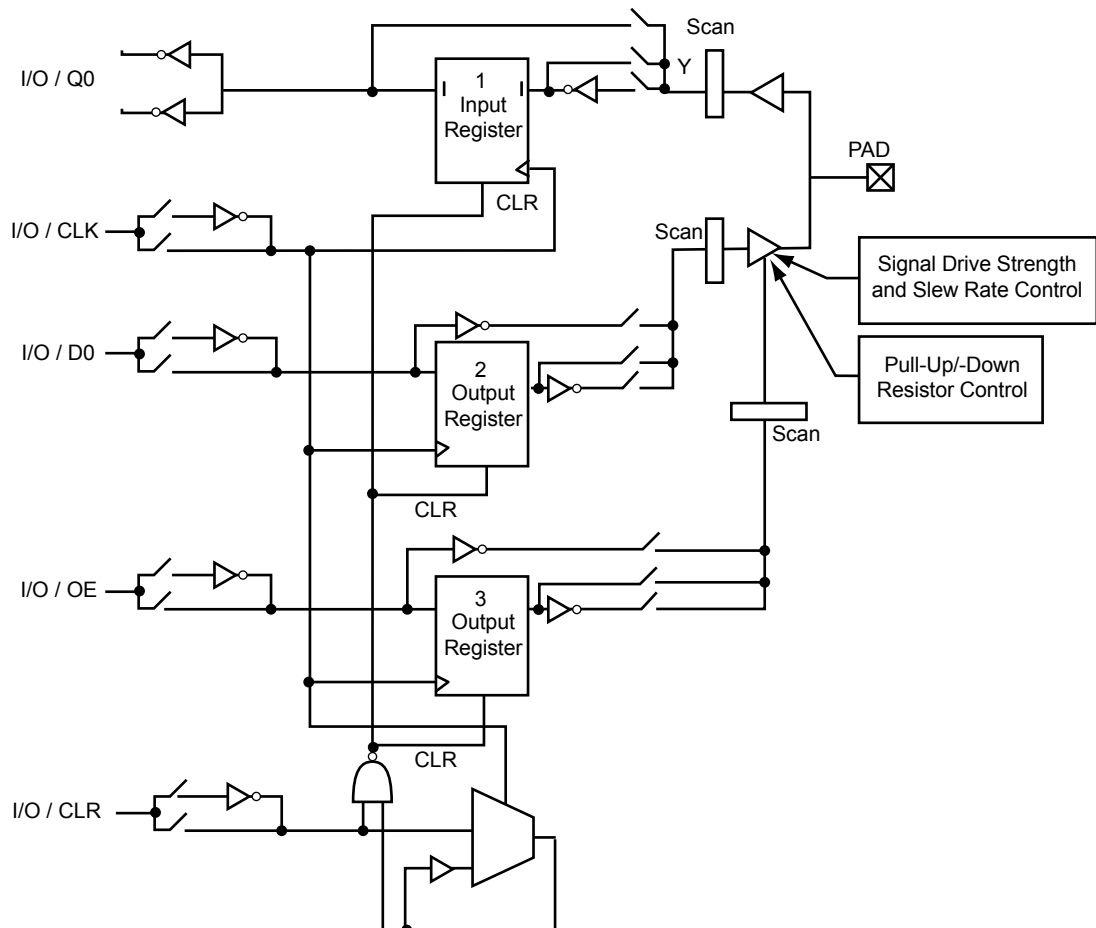 Scan
I/O / Q0
Y
1
Input
Register
PAD
CLR
I/O / CLK
Scan
Signal Drive Strength
and Slew Rate Control
I/O / D0
2
Output
Register
Pull-Up/-Down
Resistor Control
Scan
CLR
I/O / OE
3
Output
Register
CLR
I/O / CLR